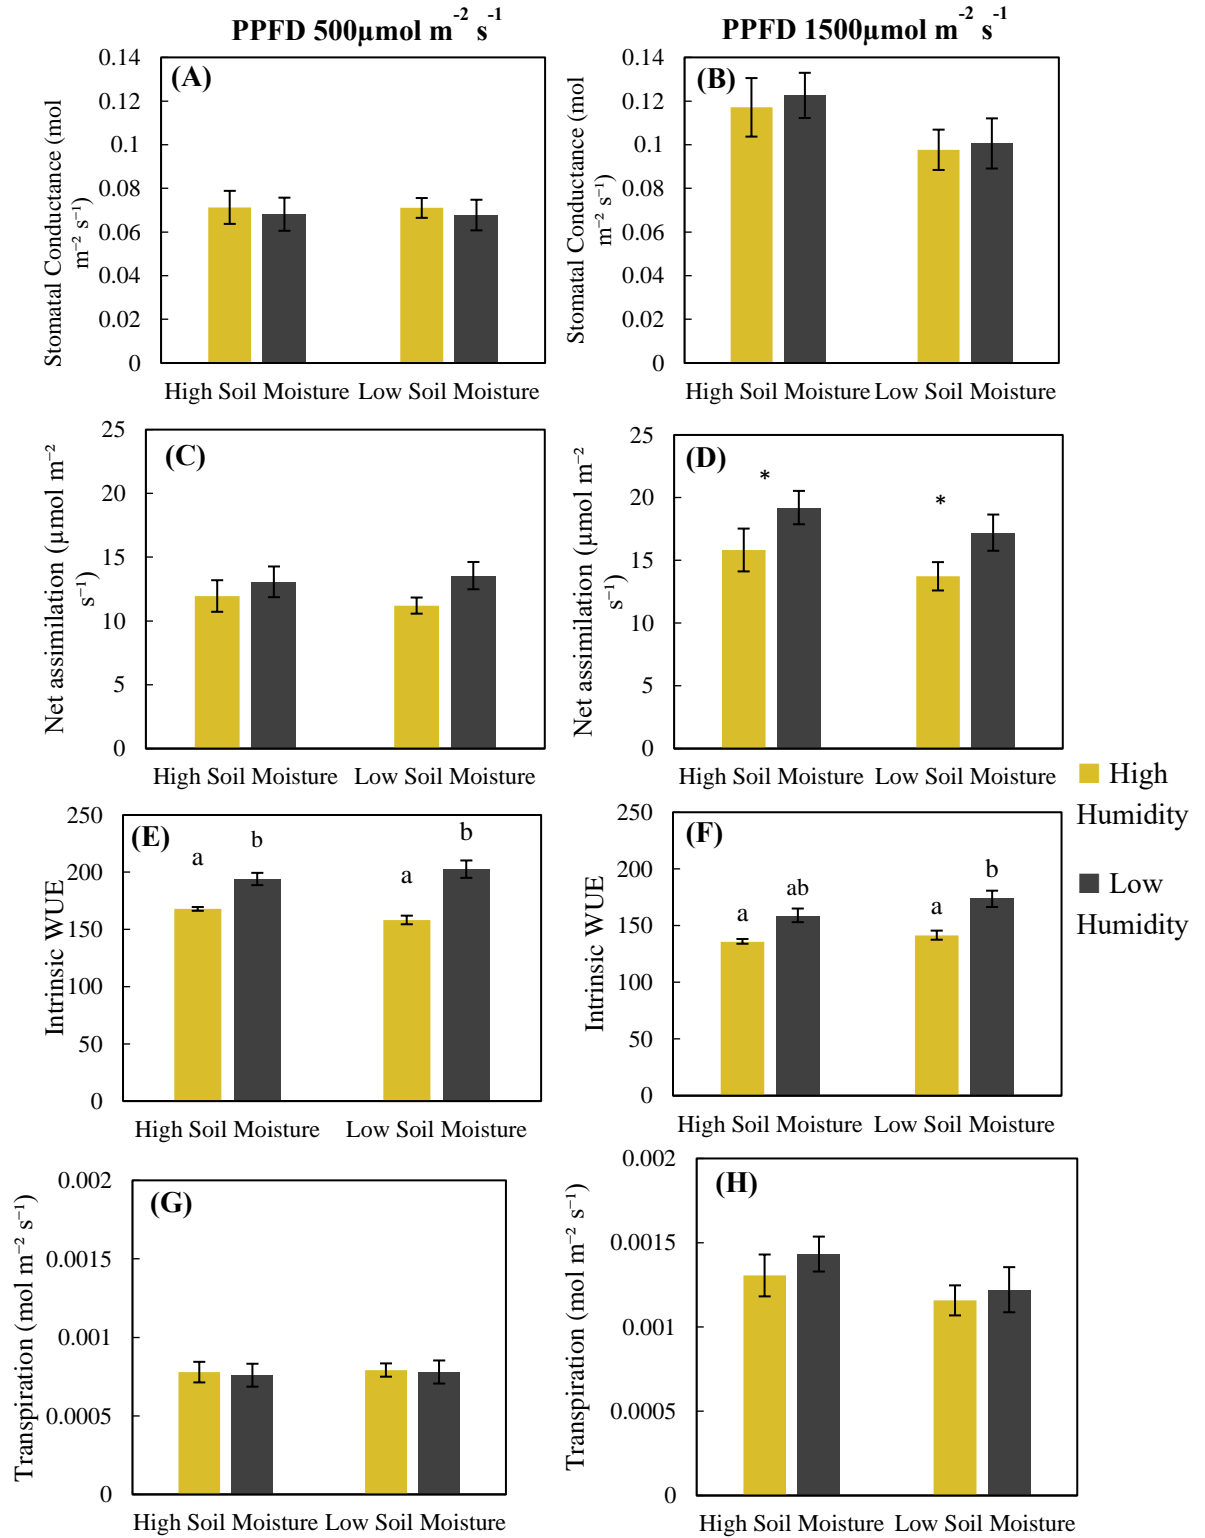 PPFD 500µmol m⁻² s⁻¹
PPFD 1500µmol m⁻² s⁻¹
(A)
Stomatal Conductance (mol
m⁻² s⁻¹)
0.14
0.12
0.1
0.08
0.06
0.04
0.02
0
High Soil Moisture Low Soil Moisture
(B)
Stomatal Conductance (mol
m⁻² s⁻¹)
0.14
0.12
0.1
0.08
0.06
0.04
0.02
0
High Soil Moisture Low Soil Moisture
(C)
Net assimilation (µmol m⁻²
s⁻¹)
25
20
15
10
5
0
High Soil Moisture Low Soil Moisture
(D)
Net assimilation (µmol m⁻²
s⁻¹)
25
20
15
10
5
0
* *
High Soil Moisture Low Soil Moisture
High
Humidity
Low
Humidity
(E)
Intrinsic WUE
250
200
150
100
50
0
a b a b
High Soil Moisture Low Soil Moisture
(F)
Intrinsic WUE
250
200
150
100
50
0
a ab a b
High Soil Moisture Low Soil Moisture
(G)
Transpiration (mol m⁻² s⁻¹)
0.002
0.0015
0.001
0.0005
0
High Soil Moisture Low Soil Moisture
(H)
Transpiration (mol m⁻² s⁻¹)
0.002
0.0015
0.001
0.0005
0
High Soil Moisture Low Soil Moisture